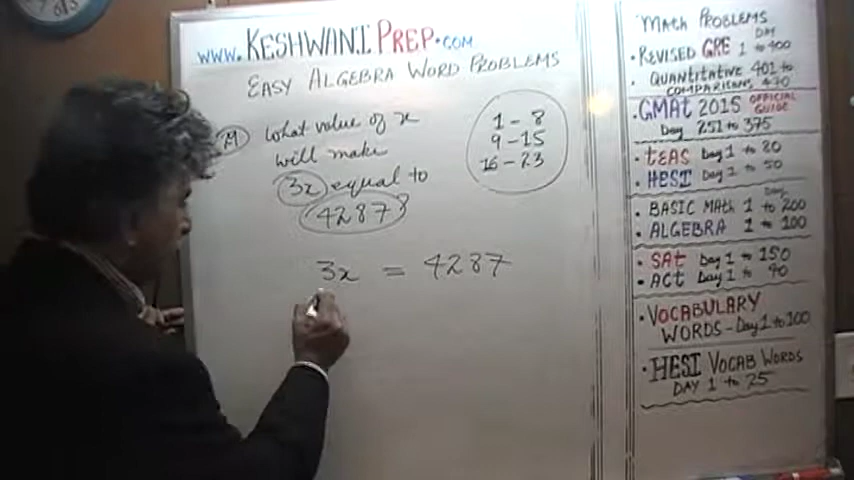 www.KESHWANI PREP.COM
EASY ALGEBRA WORD PROBLEMS
What value of x
will make
3x equal to
4287?
1 - 8
9 - 15
16 - 23
3x = 4287
MATH PROBLEMS
DAY
• REVISED GRE 1 to 400
• QUANTITATIVE 401 to
COMPARISONS
GMAT 2015 OFFICIAL GUIDE
Day 251 to 375
• TEAS Day 1 to 20
• HESI Day 1 to 50
Day
• BASIC MATH 1 to 200
• ALGEBRA 1 to 100
• SAT Day 1 to 150
• ACT Day 1 to 90
• VOCABULARY
WORDS - Day 1 to 100
• HESI VOCAB WORDS
DAY 1 to 25